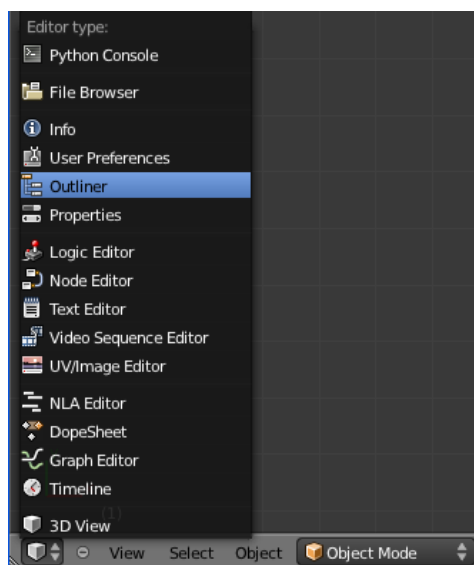 Editor type:
Python Console
File Browser
Info
User Preferences
Outliner
Properties
Logic Editor
Node Editor
Text Editor
Video Sequence Editor
UV/Image Editor
NLA Editor
DopeSheet
Graph Editor
Timeline
(1)
3D View
View Select Object Object Mode